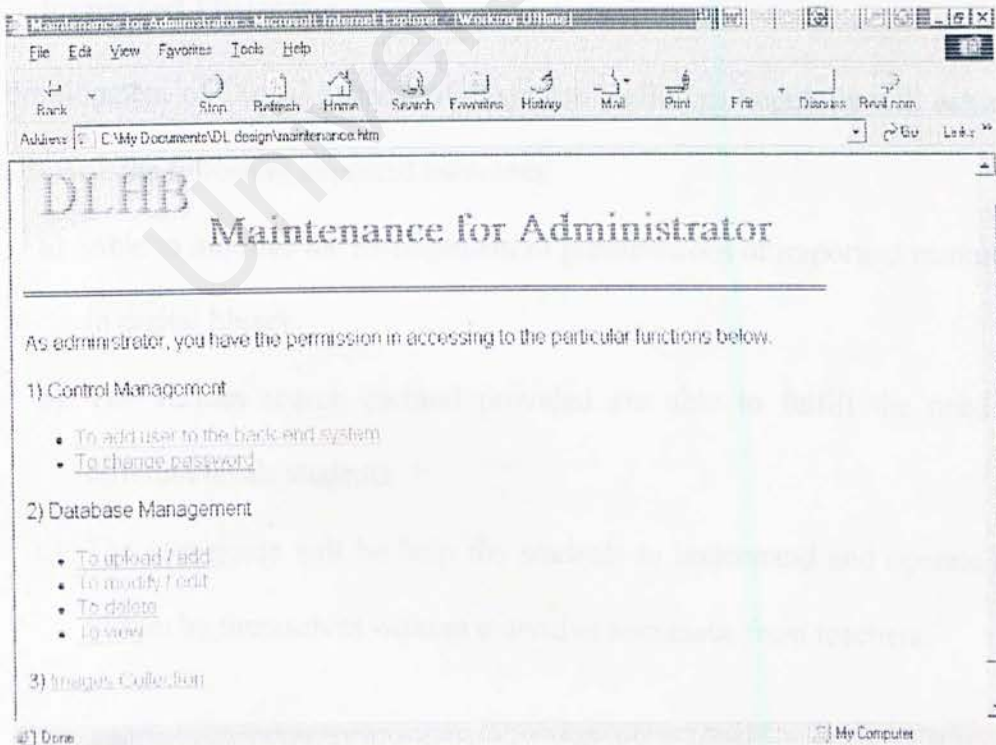 Maintenance for Administrator - Microsoft Internet Explorer - [Working Offline]
File Edit View Favorites Tools Help
Back Stop Refresh Home Search Favorites History Mail Print Edit Discuss Real.com
Address C:\My Documents\DL design\maintenance.htm Go Links »
DLHB
Maintenance for Administrator
As administrator, you have the permission in accessing to the particular functions below.
1) Control Management
• To add user to the back-end system
• To change password
2) Database Management
• To upload / add
• To modify / edit
• To delete
• To view
3) Images Collection
Done My Computer
Univer